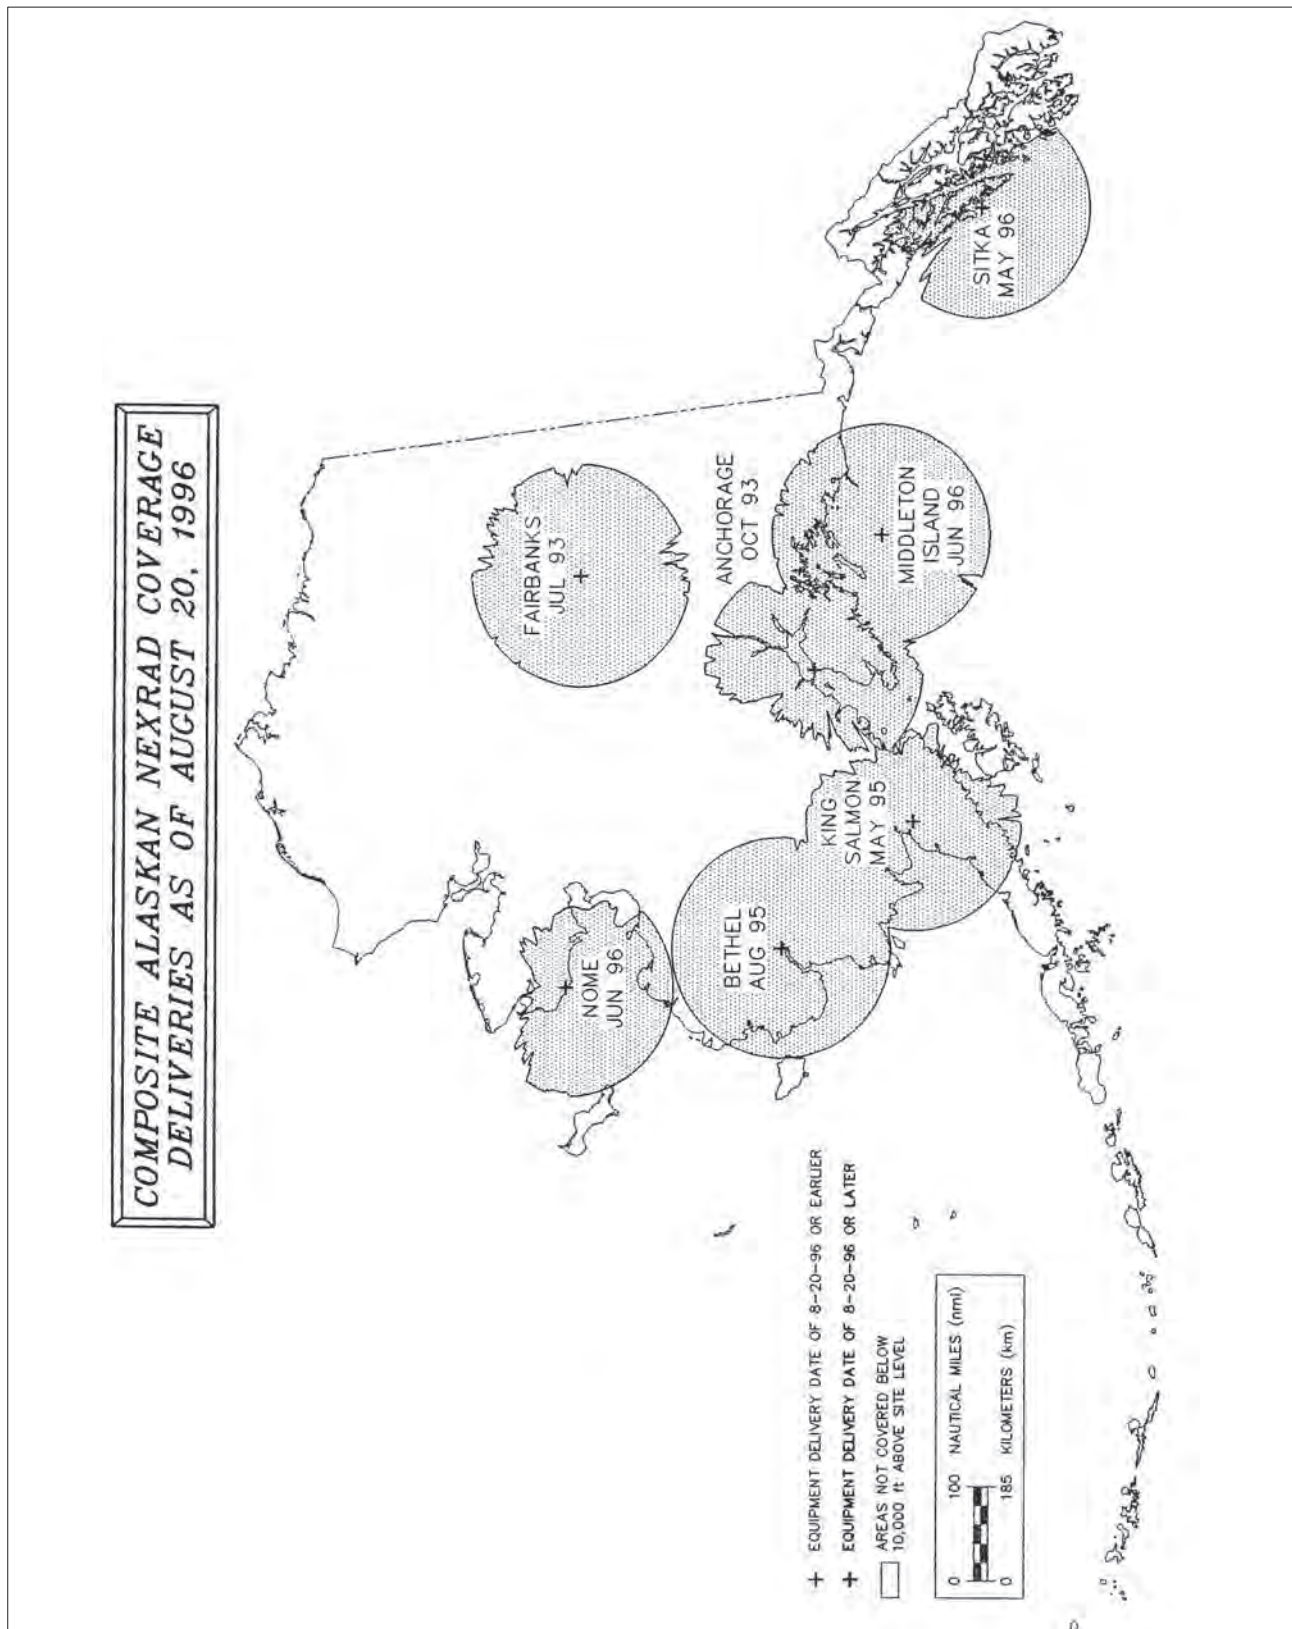 COMPOSITE ALASKAN NEXRAD COVERAGE
DELIVERIES AS OF AUGUST 20, 1996
FAIRBANKS
JUL 93
NOME
JUN 96
BETHEL
AUG 95
KING
SALMON
MAY 95
ANCHORAGE
OCT 93
MIDDLETON
ISLAND
JUN 96
SITKA
MAY 96
EQUIPMENT DELIVERY DATE OF 8-20-96 OR EARLIER
EQUIPMENT DELIVERY DATE OF 8-20-96 OR LATER
AREAS NOT COVERED BELOW
10,000 ft ABOVE SITE LEVEL
0 100 NAUTICAL MILES (nmi)
0 185 KILOMETERS (km)